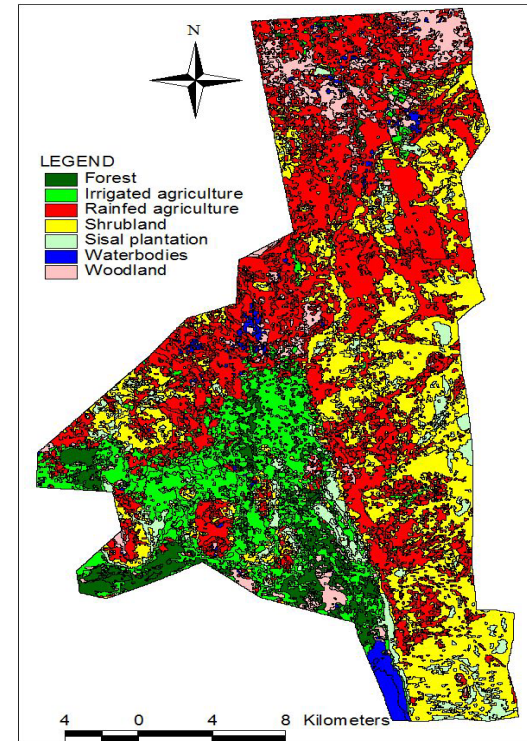 N
LEGEND
Forest
Irrigated agriculture
Rainfed agriculture
Shrubland
Sisal plantation
Waterbodies
Woodland
4 0 4 8 Kilometers